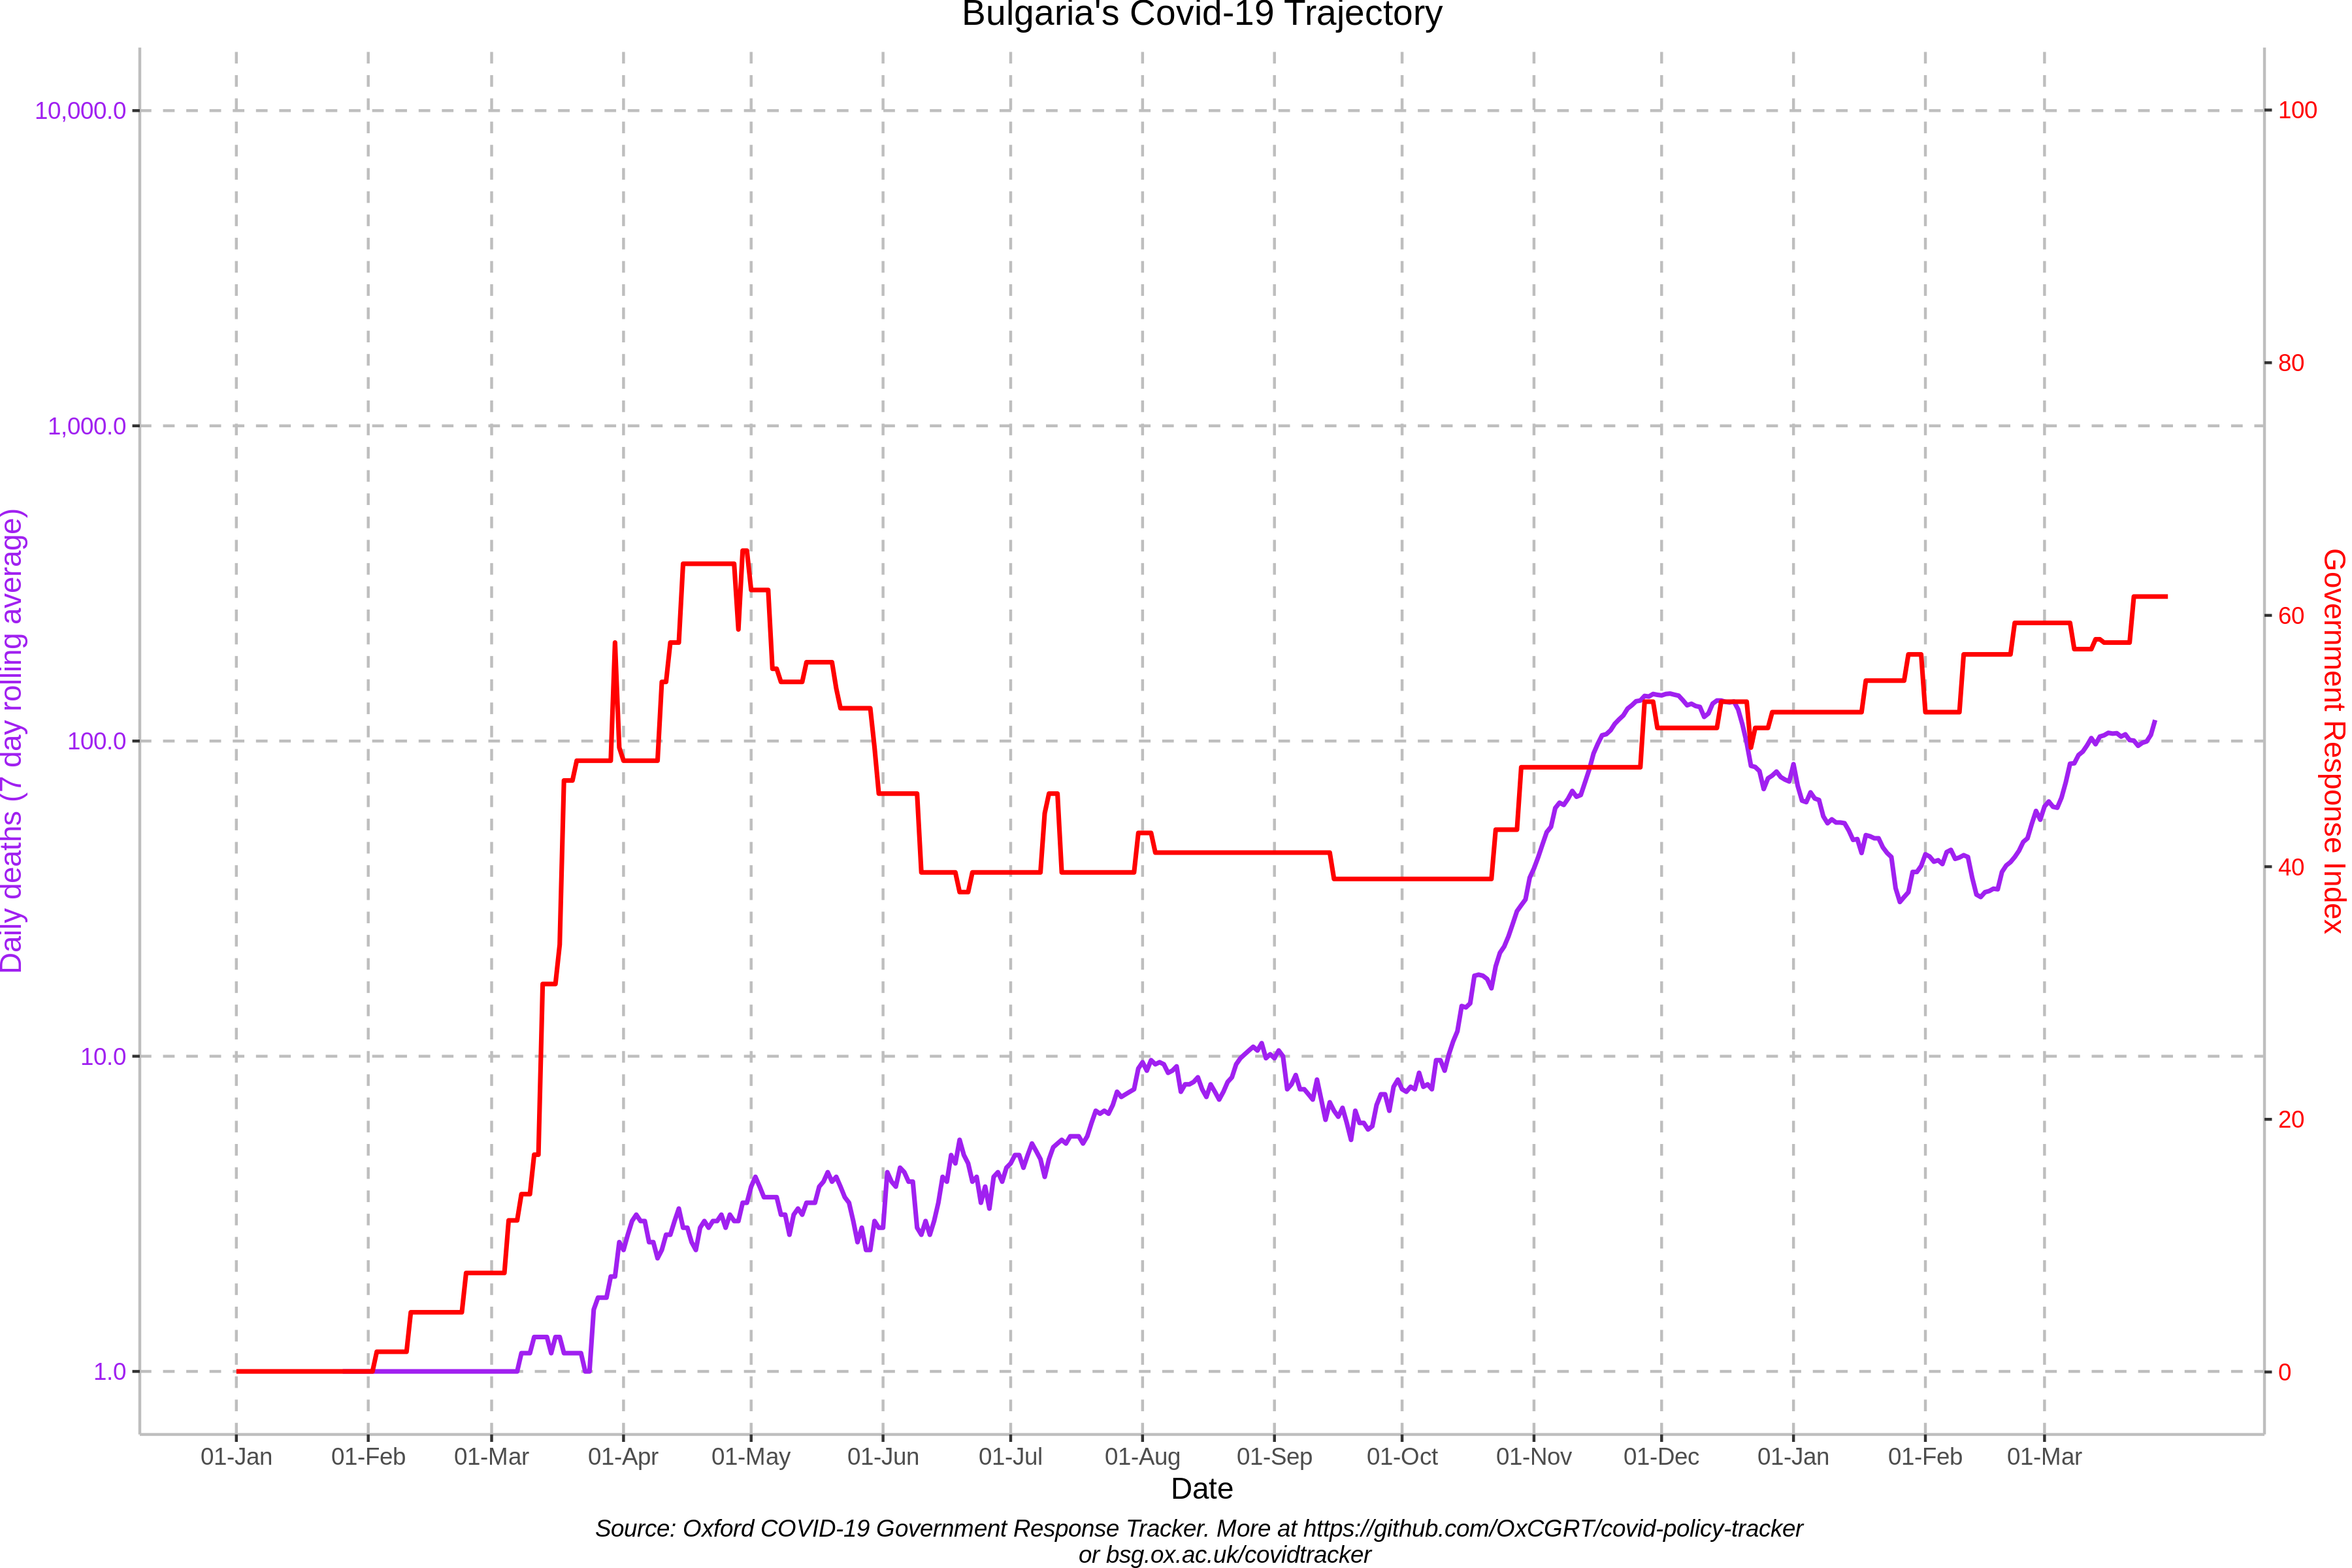 Bulgaria's Covid-19 Trajectory
10,000.0
1,000.0
100.0
10.0
1.0
Daily deaths (7 day rolling average)
100
80
60
40
20
0
Government Response Index
01-Jan 01-Feb 01-Mar 01-Apr 01-May 01-Jun 01-Jul 01-Aug 01-Sep 01-Oct 01-Nov 01-Dec 01-Jan 01-Feb 01-Mar
Date
Source: Oxford COVID-19 Government Response Tracker. More at https://github.com/OxCGRT/covid-policy-tracker
or bsg.ox.ac.uk/covidtracker